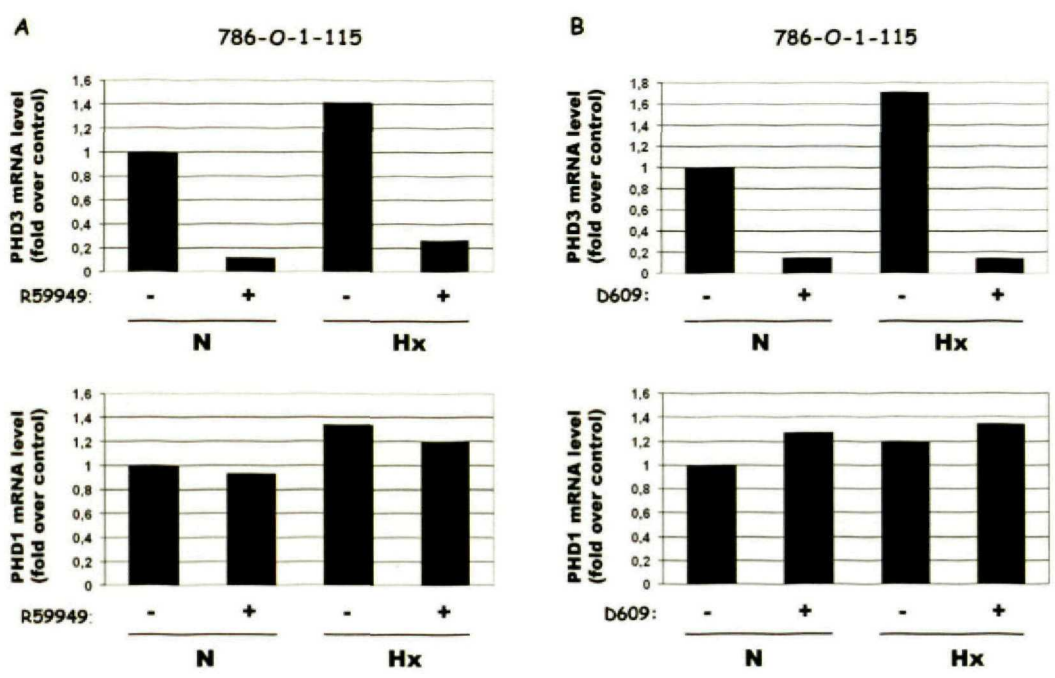 A
786-O-1-115
PHD3 mRNA level
(fold over control)
1,6
1,4
1,2
1
0,8
0,6
0,4
0,2
0
R59949: - + - +
N Hx
PHD1 mRNA level
(fold over control)
1,6
1,4
1,2
1
0,8
0,6
0,4
0,2
0
R59949: - + - +
N Hx
B
786-O-1-115
PHD3 mRNA level
(fold over control)
1,8
1,6
1,4
1,2
1
0,8
0,6
0,4
0,2
0
D609: - + - +
N Hx
PHD1 mRNA level
(fold over control)
1,6
1,4
1,2
1
0,8
0,6
0,4
0,2
0
D609: - + - +
N Hx